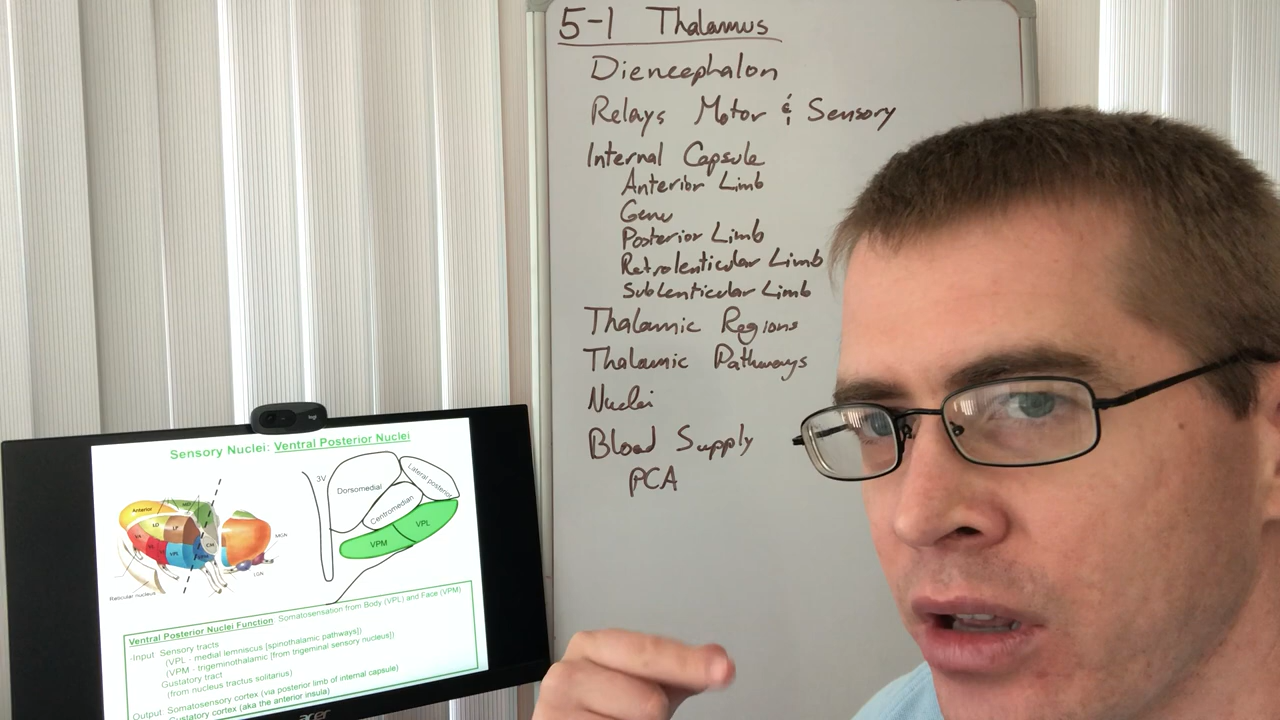 5-1 Thalamus
Diencephalon
Relays Motor & Sensory
Internal Capsule
Anterior Limb
Genu
Posterior Limb
Retrolenticular Limb
Sublenticular Limb
Thalamic Regions
Thalamic Pathways
Nuclei
Blood Supply
PCA
logi
Sensory Nuclei: Ventral Posterior Nuclei
Anterior
LD
LP
VA
VPL
CM
MGN
LGN
Reticular nucleus
3V
Dorsomedial
Lateral posterior
Centromedian
VPL
VPM
Ventral Posterior Nuclei Function: Somatosensation from Body (VPL) and Face (VPM)
-Input: Sensory tracts
(VPL - medial lemniscus [spinothalamic pathways])
(VPM - trigeminothalamic [from trigeminal sensory nucleus])
Gustatory tract
(from nucleus tractus solitarius)
Output: Somatosensory cortex (via posterior limb of internal capsule)
Gustatory cortex (aka the anterior insula)
acer